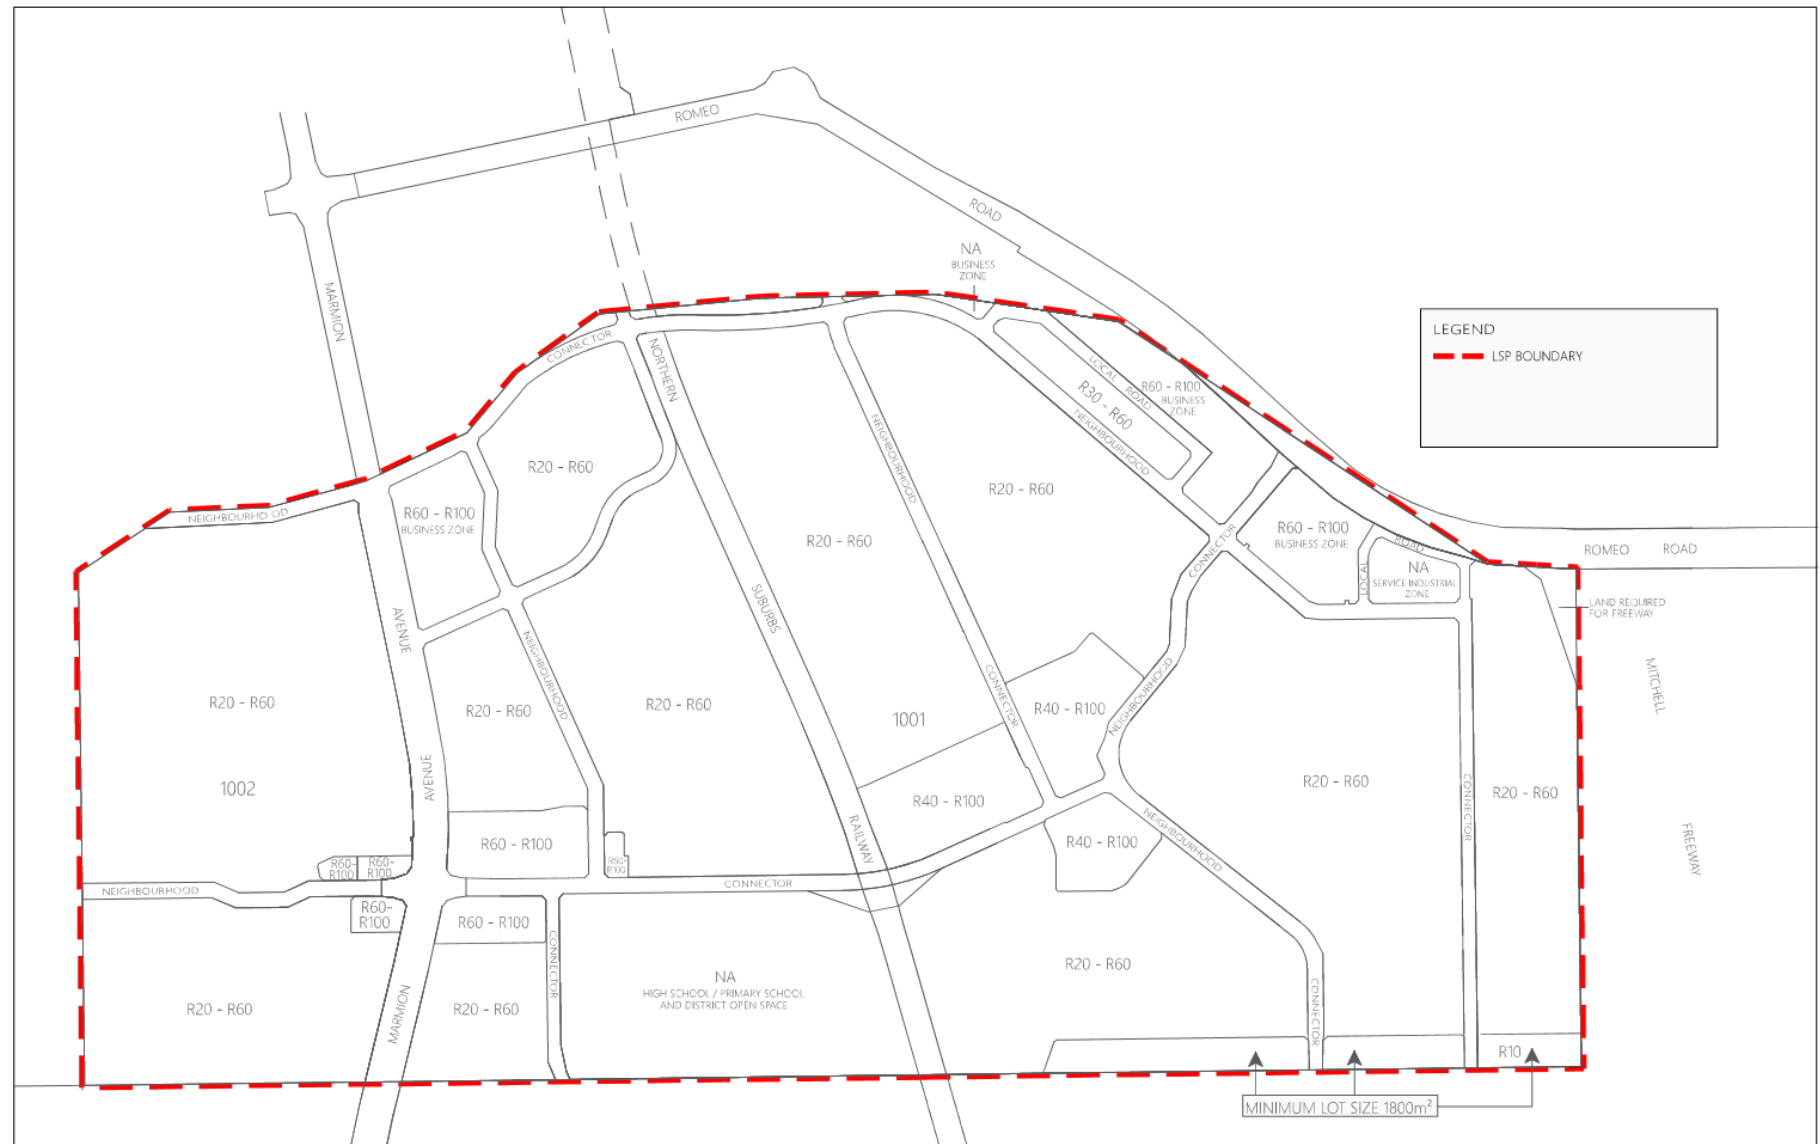 ROMEO
ROAD
MARMION
NA
BUSINESS
ZONE
LEGEND
LSP BOUNDARY
CONNECTOR
NORTHERN
LOCAL
ROAD
R60 - R100
BUSINESS
ZONE
R30 - R60
NEIGHBOURHOOD
NEIGHBOURHOOD
R20 - R60
R20 - R60
R60 - R100
BUSINESS ZONE
NEIGHBOURHOOD
R20 - R60
R60 - R100
BUSINESS ZONE
CONNECTOR
ROAD
LOCAL
NA
SERVICE INDUSTRIAL
ZONE
ROMEO
ROAD
LAND REQUIRED
FOR FREEWAY
AVENUE
SUBURBS
NEIGHBOURHOOD
MITCHELL
R20 - R60
R20 - R60
R20 - R60
1001
CONNECTOR
R40 - R100
NEIGHBOURHOOD
1002
AVENUE
R40 - R100
R20 - R60
CONNECTOR
R20 - R60
R60 - R100
RAILWAY
R40 - R100
NEIGHBOURHOOD
FREEWAY
R60-
R100
R60-
R100
R60-
R100
NEIGHBOURHOOD
CONNECTOR
R60-
R100
R60 - R100
CONNECTOR
R20 - R60
NA
HIGH SCHOOL / PRIMARY SCHOOL
AND DISTRICT OPEN SPACE
R20 - R60
MARMION
R20 - R60
CONNECTOR
R10
MINIMUM LOT SIZE 1800m²